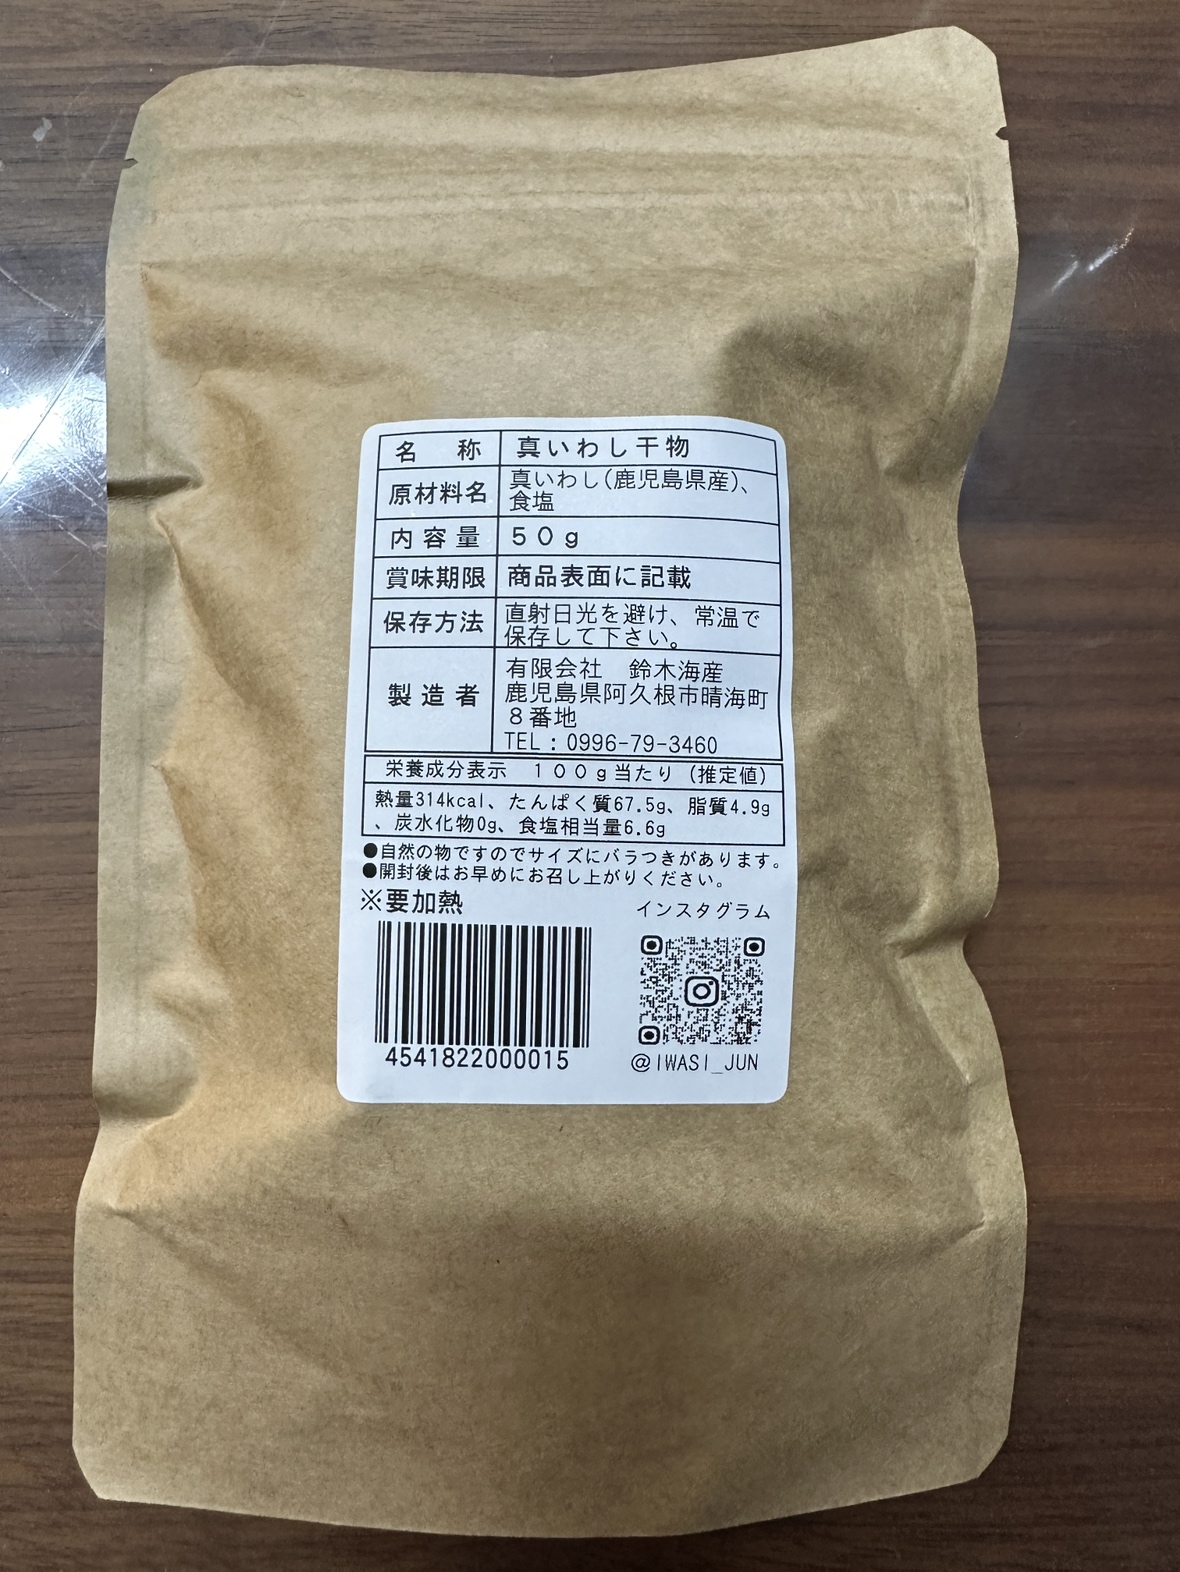 名　称 真いわし干物
原材料名 真いわし(鹿児島県産)、
食塩
内容量 50g
賞味期限 商品表面に記載
保存方法 直射日光を避け、常温で
保存して下さい。
製造者 有限会社　鈴木海産
鹿児島県阿久根市晴海町
8番地
TEL：0996-79-3460
栄養成分表示　100g当たり（推定値）
熱量314kcal、たんぱく質67.5g、脂質4.9g
、炭水化物0g、食塩相当量6.6g
●自然の物ですのでサイズにバラつきがあります。
●開封後はお早めにお召し上がりください。
※要加熱
インスタグラム
4541822000015
@IWASI_JUN